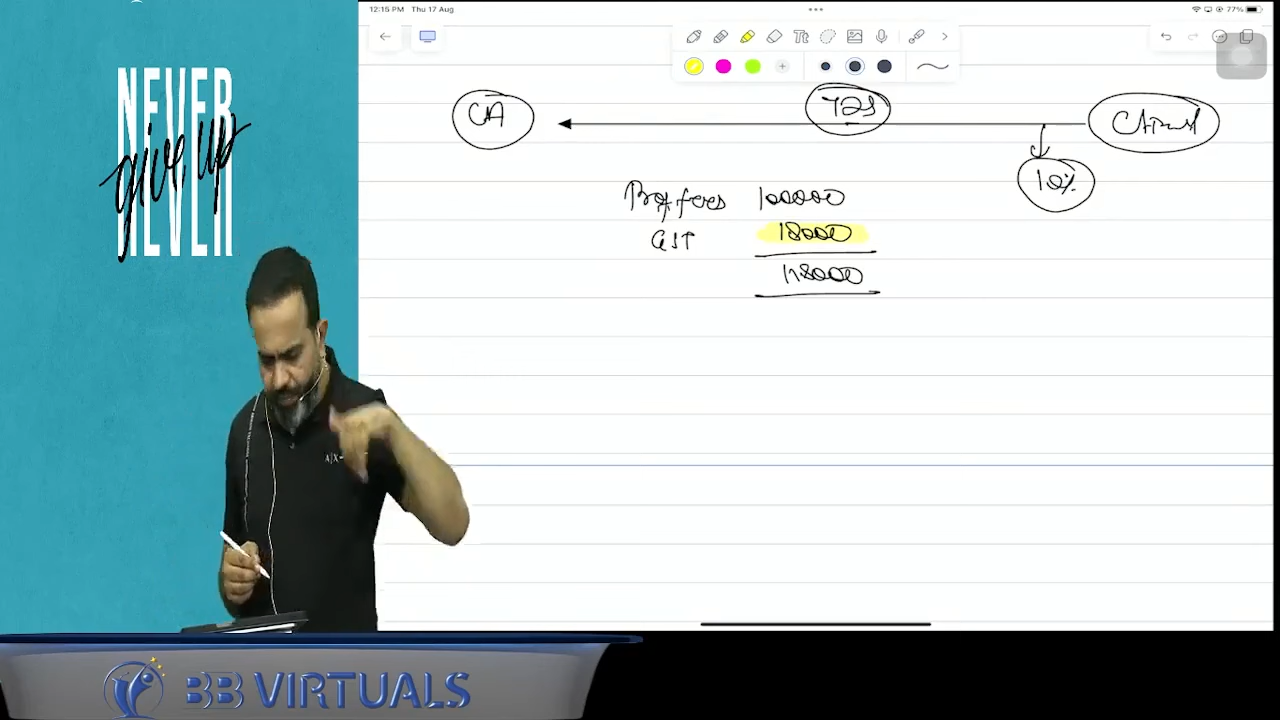 12:15 PM Thu 17 Aug
77%
Tt
NEVER
give up
NEVER
CA
TDS
Client
10%
Prof fees 100000
GST 18000
118000
A|X
BB VIRTUALS